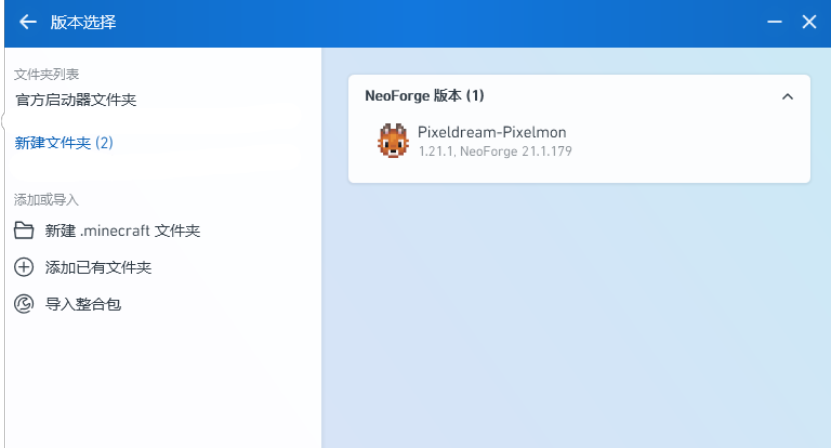 版本选择
文件夹列表
官方启动器文件夹
新建文件夹 (2)
添加或导入
新建 .minecraft 文件夹
添加已有文件夹
导入整合包
NeoForge 版本 (1)
Pixeldream-Pixelmon
1.21.1, NeoForge 21.1.179